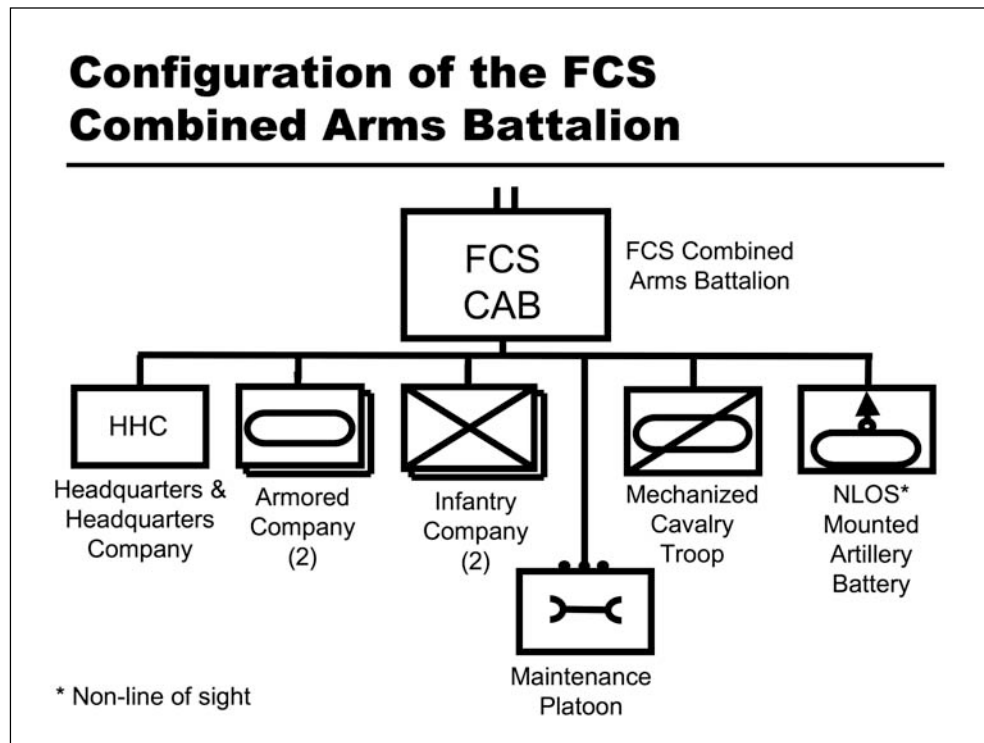 Configuration of the FCS
Combined Arms Battalion
FCS
CAB
FCS Combined
Arms Battalion
HHC
Headquarters &
Headquarters
Company
Armored
Company
(2)
Infantry
Company
(2)
Mechanized
Cavalry
Troop
NLOS*
Mounted
Artillery
Battery
Maintenance
Platoon
* Non-line of sight